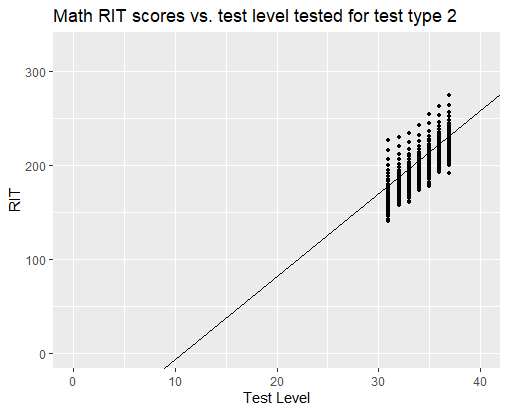 Math RIT scores vs. test level tested for test type 2
300
200
100
0
RIT
0 10 20 30 40
Test Level